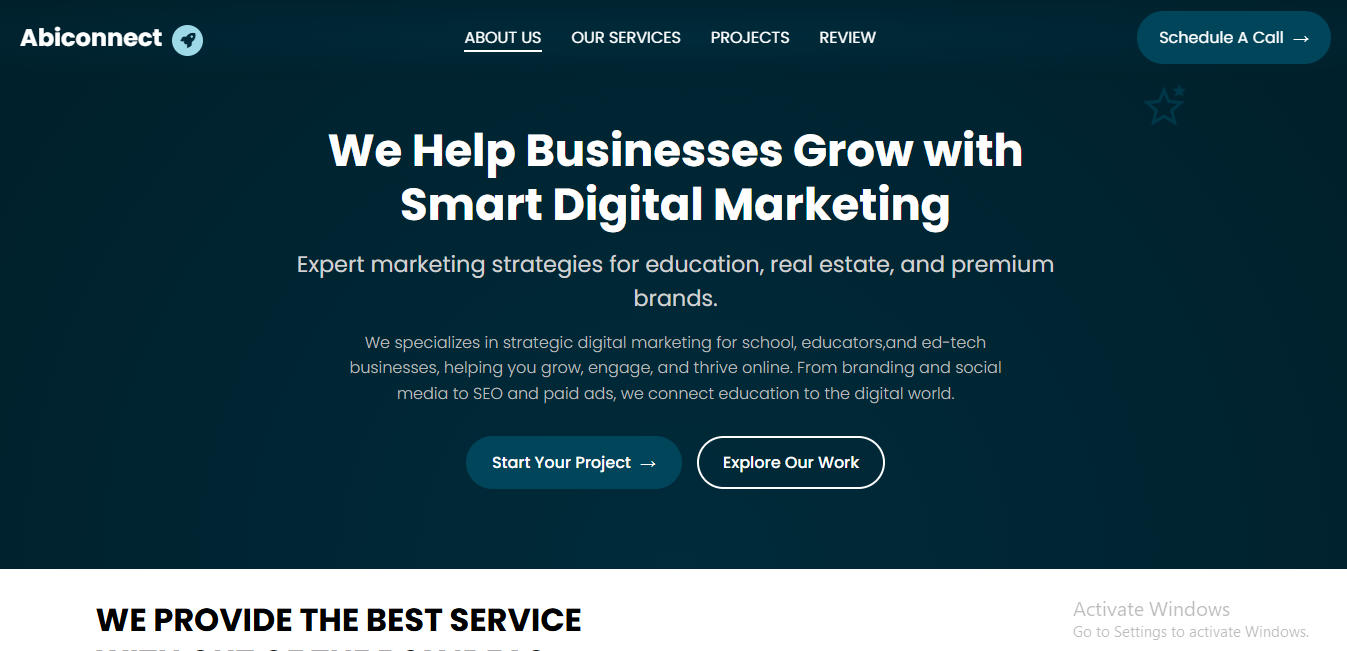 Abiconnect
ABOUT US
OUR SERVICES
PROJECTS
REVIEW
Schedule A Call →
We Help Businesses Grow with
Smart Digital Marketing
Expert marketing strategies for education, real estate, and premium
brands.
We specializes in strategic digital marketing for school, educators,and ed-tech
businesses, helping you grow, engage, and thrive online. From branding and social
media to SEO and paid ads, we connect education to the digital world.
Start Your Project →
Explore Our Work
WE PROVIDE THE BEST SERVICE
Activate Windows
Go to Settings to activate Windows.